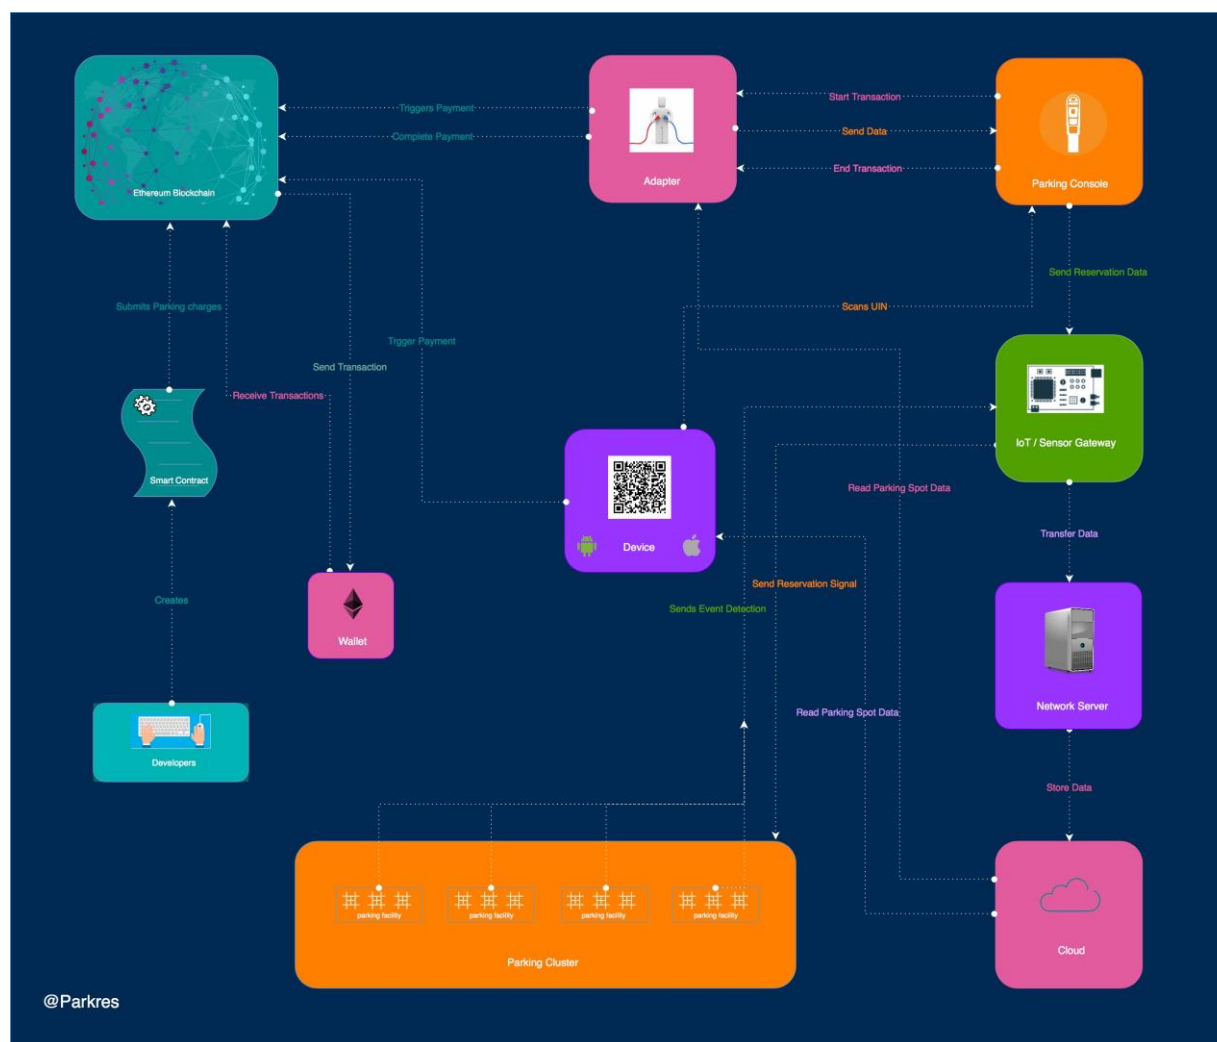 Ethereum Blockchain
Triggers Payment
Complete Payment
Adapter
Start Transaction
Send Data
End Transaction
Parking Console
Send Reservation Data
Submits Parking charges
Trgger Payment
Scans UIN
Send Transaction
Receive Transactions
IoT / Sensor Gateway
Smart Contract
Read Parking Spot Data
Device
Transfer Data
Send Reservation Signal
Creates
Sends Event Detection
Wallet
Network Server
Read Parking Spot Data
Developers
Store Data
parking facility
parking facility
parking facility
parking facility
Parking Cluster
Cloud
@Parkres